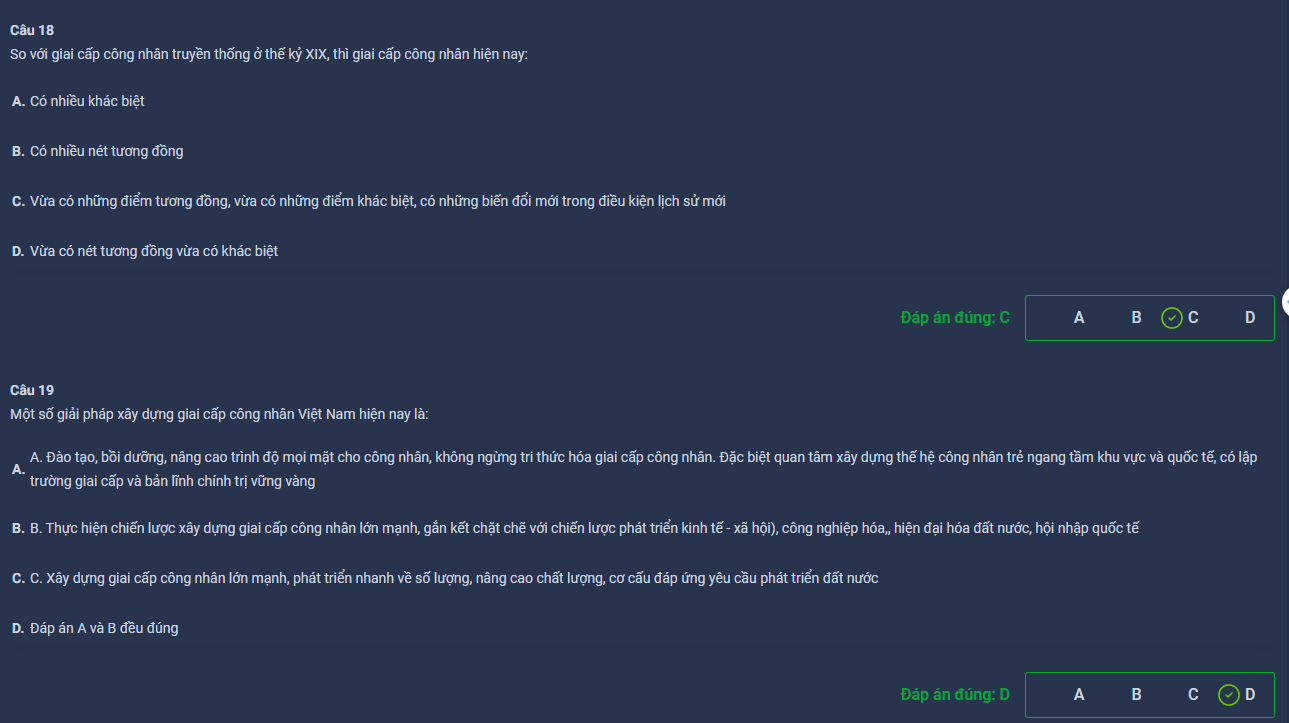 Câu 18
So với giai cấp công nhân truyền thống ở thế kỷ XIX, thì giai cấp công nhân hiện nay:
A. Có nhiều khác biệt
B. Có nhiều nét tương đồng
C. Vừa có những điểm tương đồng, vừa có những điểm khác biệt, có những biến đổi mới trong điều kiện lịch sử mới
D. Vừa có nét tương đồng vừa có khác biệt
Đáp án đúng: C A B C D
Câu 19
Một số giải pháp xây dựng giai cấp công nhân Việt Nam hiện nay là:
A. A. Đào tạo, bồi dưỡng, nâng cao trình độ mọi mặt cho công nhân, không ngừng tri thức hóa giai cấp công nhân. Đặc biệt quan tâm xây dựng thế hệ công nhân trẻ ngang tầm khu vực và quốc tế, có lập
trường giai cấp và bản lĩnh chính trị vững vàng
B. B. Thực hiện chiến lược xây dựng giai cấp công nhân lớn mạnh, gắn kết chặt chẽ với chiến lược phát triển kinh tế - xã hội), công nghiệp hóa,, hiện đại hóa đất nước, hội nhập quốc tế
C. C. Xây dựng giai cấp công nhân lớn mạnh, phát triển nhanh về số lượng, nâng cao chất lượng, cơ cấu đáp ứng yêu cầu phát triển đất nước
D. Đáp án A và B đều đúng
Đáp án đúng: D A B C D